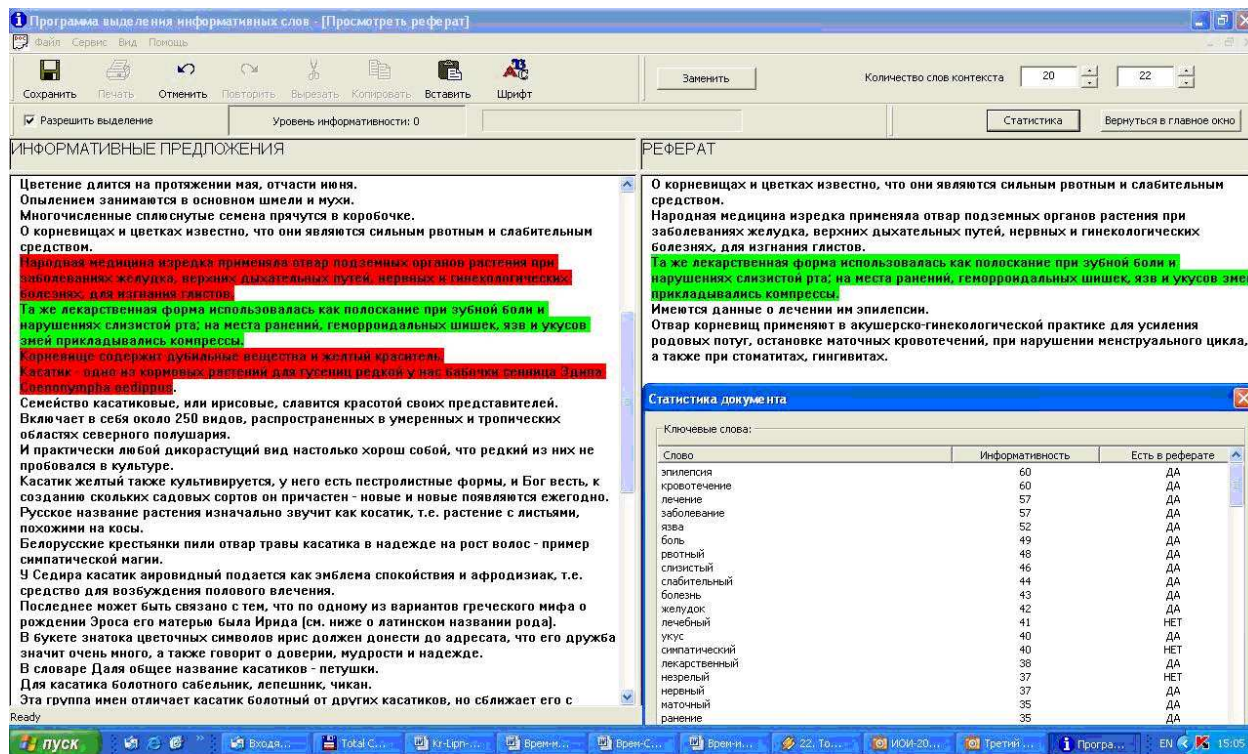 Программа выделения информативных слов - [Просмотреть реферат]
Файл Сервис Вид Помощь
Сохранить Печать Отменить Повторить Вырезать Копировать Вставить Шрифт
Заменить
Количество слов контекста 20 22
Разрешить выделение
Уровень информативности: 0
Статистика
Вернуться в главное окно
ИНФОРМАТИВНЫЕ ПРЕДЛОЖЕНИЯ
Цветение длится на протяжении мая, отчасти июня.
Опылением занимаются в основном шмели и мухи.
Многочисленные сплюснутые семена прячутся в коробочке.
О корневищах и цветках известно, что они являются сильным рвотным и слабительным
средством.
Народная медицина изредка применяла отвар подземных органов растения при
заболеваниях желудка, верхних дыхательных путей, нервных и гинекологических
болезнях, для изгнания глистов.
Та же лекарственная форма использовалась как полоскание при зубной боли и
нарушениях слизистой рта; на места ранений, геморроидальных шишек, язв и укусов
змей прикладывались компрессы.
Корневище содержит дубильные вещества и желтый краситель.
Касатик - одно из кормовых растений для гусениц редкой у нас бабочки сенница Эдипа
Coenonympha oedippus.
Семейство касатиковые, или ирисовые, славится красотой своих представителей.
Включает в себя около 250 видов, распространенных в умеренных и тропических
областях северного полушария.
И практически любой дикорастущий вид настолько хорош собой, что редкий из них не
пробовался в культуре.
Касатик желтый также культивируется, у него есть пестролистные формы, и Бог весть, к
созданию скольких садовых сортов он причастен - новые и новые появляются ежегодно.
Русское название растения изначально звучит как косатик, т.е. растение с листьями,
похожими на косы.
Белорусские крестьянки пили отвар травы касатика в надежде на рост волос - пример
симпатической магии.
У Седира касатик аировидный подается как эмблема спокойствия и афродизиак, т.е.
средство для возбуждения полового влечения.
Последнее может быть связано с тем, что по одному из вариантов греческого мифа о
рождении Эроса его матерью была Ирида (см. ниже о латинском названии рода).
В букете знатока цветочных символов ирис должен донести до адресата, что его дружба
значит очень много, а также говорит о доверии, мудрости и надежде.
В словаре Даля общее название касатиков - петушки.
Для касатика болотного сабельник, лепешник, чикан.
Эта группа имен отличает касатик болотный от других касатиков, но сближает его с
РЕФЕРАТ
О корневищах и цветках известно, что они являются сильным рвотным и слабительным
средством.
Народная медицина изредка применяла отвар подземных органов растения при
заболеваниях желудка, верхних дыхательных путей, нервных и гинекологических
болезнях, для изгнания глистов.
Та же лекарственная форма использовалась как полоскание при зубной боли и
нарушениях слизистой рта; на места ранений, геморроидальных шишек, язв и укусов змей
прикладывались компрессы.
Имеются данные о лечении им эпилепсии.
Отвар корневищ применяют в акушерско-гинекологической практике для усиления
родовых потуг, остановке маточных кровотечений, при нарушении менструального цикла,
а также при стоматитах, гингивитах.
Статистика документа
Ключевые слова:
Слово Информативность Есть в реферате
эпилепсия 60 ДА
кровотечение 60 ДА
лечение 57 ДА
заболевание 57 ДА
язва 52 ДА
боль 49 ДА
рвотный 48 ДА
слизистый 46 ДА
слабительный 44 ДА
болезнь 43 ДА
желудок 42 ДА
лечебный 41 НЕТ
укус 40 ДА
симпатический 40 НЕТ
лекарственный 38 ДА
незрелый 37 НЕТ
нервный 37 ДА
маточный 35 ДА
ранение 35 ДА
Ready
пуск Входя... Total C... Kr-Lipn-... Врем-н... Врем-С... Врем-и... 22. То... ИОИ-20... Третий ... Програ... EN 15:05